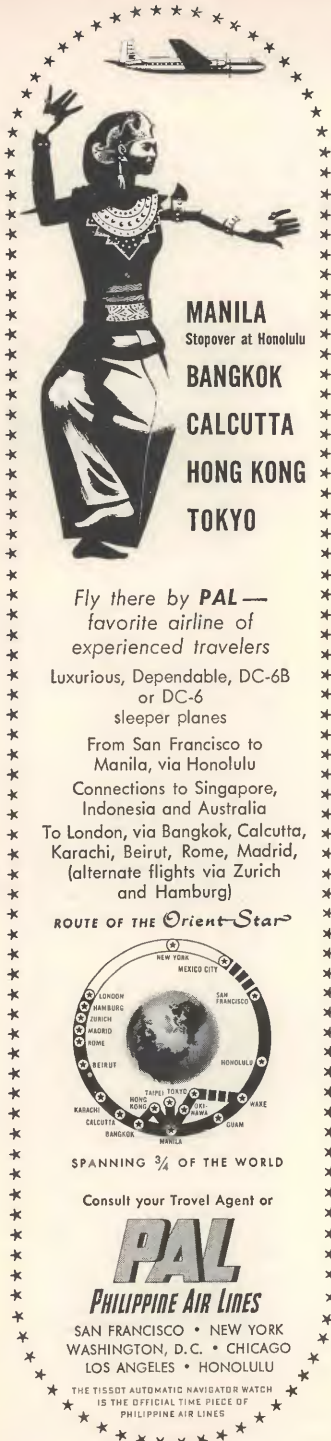 MANILA
Stopover at Honolulu
BANGKOK
CALCUTTA
HONG KONG
TOKYO
Fly there by PAL—
favorite airline of
experienced travelers
Luxurious, Dependable, DC-6B
or DC-6
sleeper planes
From San Francisco to
Manila, via Honolulu
Connections to Singapore,
Indonesia and Australia
To London, via Bangkok, Calcutta,
Karachi, Beirut, Rome, Madrid,
(alternate flights via Zurich
and Hamburg)
ROUTE OF THE Orient Star
NEW YORK
MEXICO CITY
SAN
FRANCISCO
LONDON
HAMBURG
ZURICH
MADRID
ROME
BEIRUT
HONOLULU
KARACHI
CALCUTTA
BANGKOK
HONG
KONG
TAIPEI
TOKYO
OKI-
NAWA
WAKE
GUAM
MANILA
SPANNING ¾ OF THE WORLD
Consult your Travel Agent or
PAL
PHILIPPINE AIR LINES
SAN FRANCISCO • NEW YORK
WASHINGTON, D.C. • CHICAGO
LOS ANGELES • HONOLULU
THE TISSOT AUTOMATIC NAVIGATOR WATCH
IS THE OFFICIAL TIME PIECE OF
PHILIPPINE AIR LINES